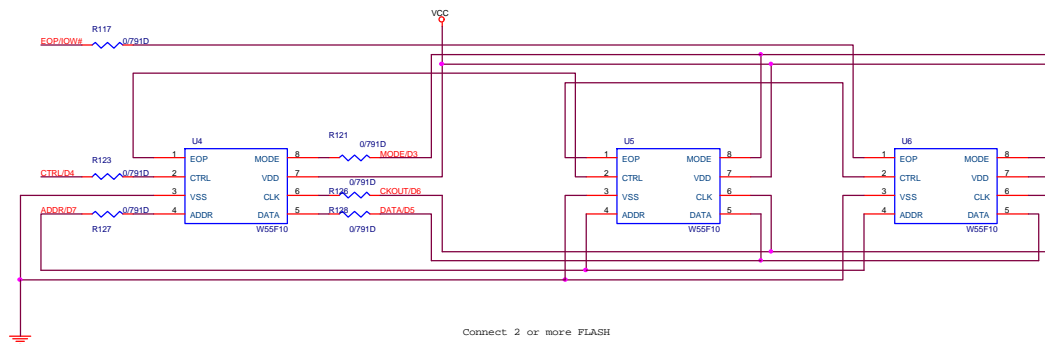 VCC
R117
EOP/IOW#
0/791D
U4
R121
U5
U6
0/791D
1
EOP
MODE
8
MODE/D3
1
EOP
MODE
8
1
EOP
MODE
8
R123
CTRL/D4
0/791D
2
CTRL
VDD
7
2
CTRL
VDD
7
2
CTRL
VDD
7
0/791D
3
VSS
CLK
6
R126
CKOUT/D6
3
VSS
CLK
6
3
VSS
CLK
6
ADDR/D7
0/791D
4
ADDR
DATA
5
R128
DATA/D5
4
ADDR
DATA
5
4
ADDR
DATA
5
R127
W55F10
0/791D
W55F10
W55F10
Connect 2 or more FLASH